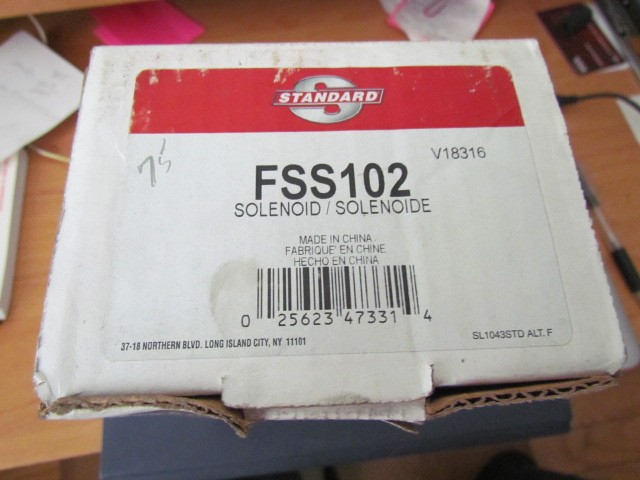 STANDARD
V18316
FSS102
SOLENOID / SOLENOIDE
MADE IN CHINA
FABRIQUE' EN CHINE
HECHO EN CHINA
0 25623 47331 4
SL1043STD ALT. F
37-18 NORTHERN BLVD. LONG ISLAND CITY, NY 11101